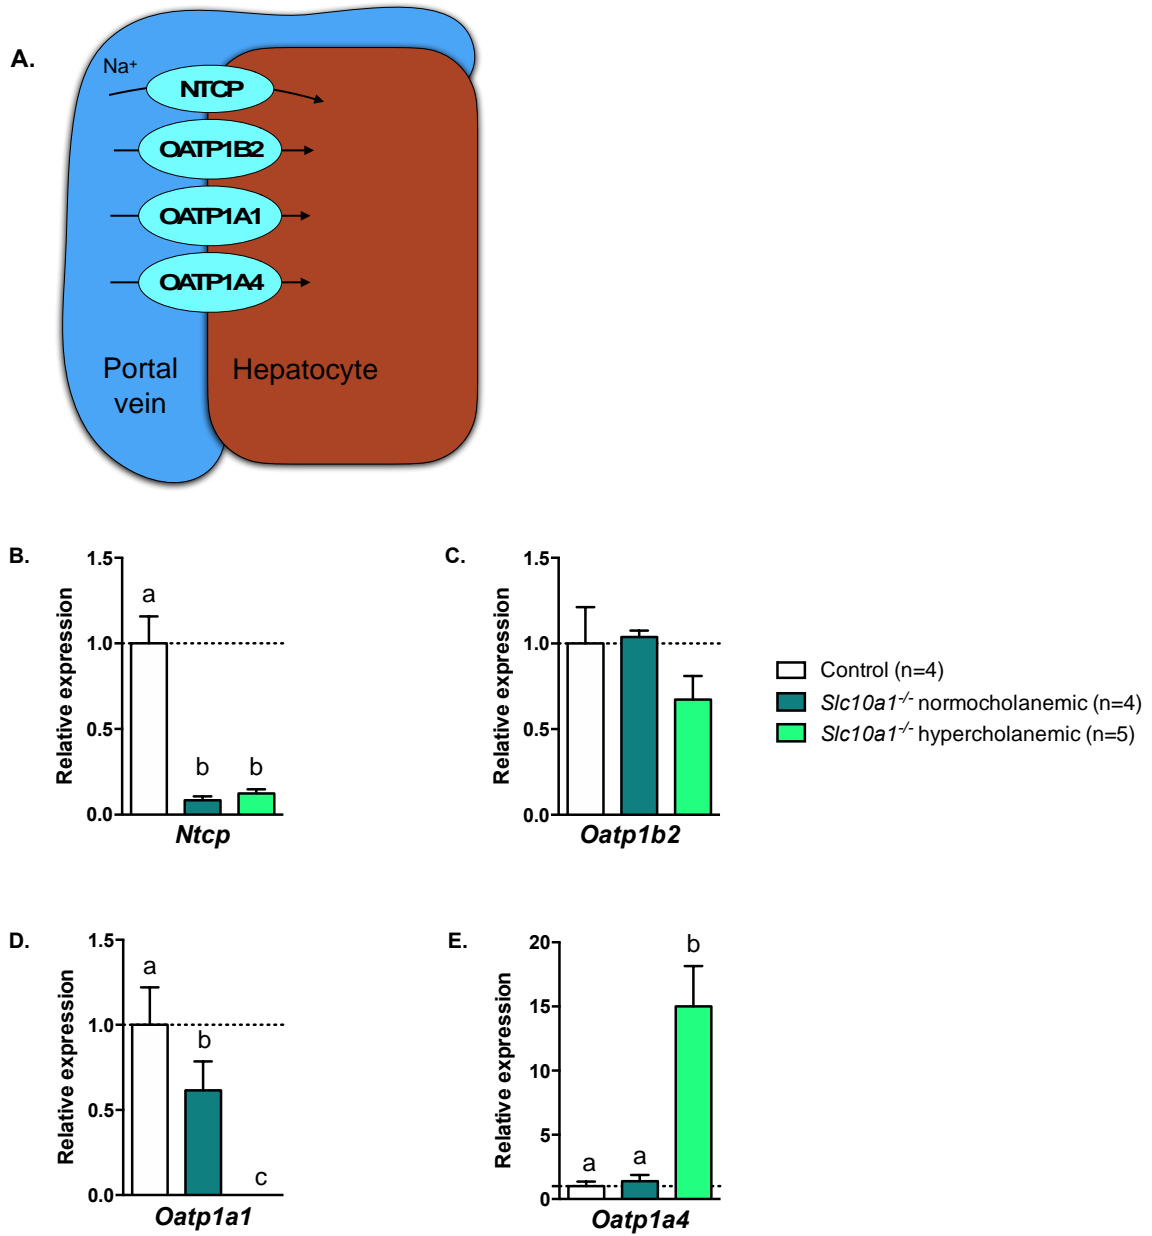 A.
Na+
NTCP
OATP1B2
OATP1A1
OATP1A4
Portal
vein
Hepatocyte
B.
Relative expression
1.5
1.0
0.5
0.0
a
b
b
Ntcp
C.
Relative expression
1.5
1.0
0.5
0.0
Oatp1b2
Control (n=4)
Slc10a1-/- normocholanemic (n=4)
Slc10a1-/- hypercholanemic (n=5)
D.
Relative expression
1.5
1.0
0.5
0.0
a
b
c
Oatp1a1
E.
Relative expression
20
15
10
5
0
a
a
b
Oatp1a4